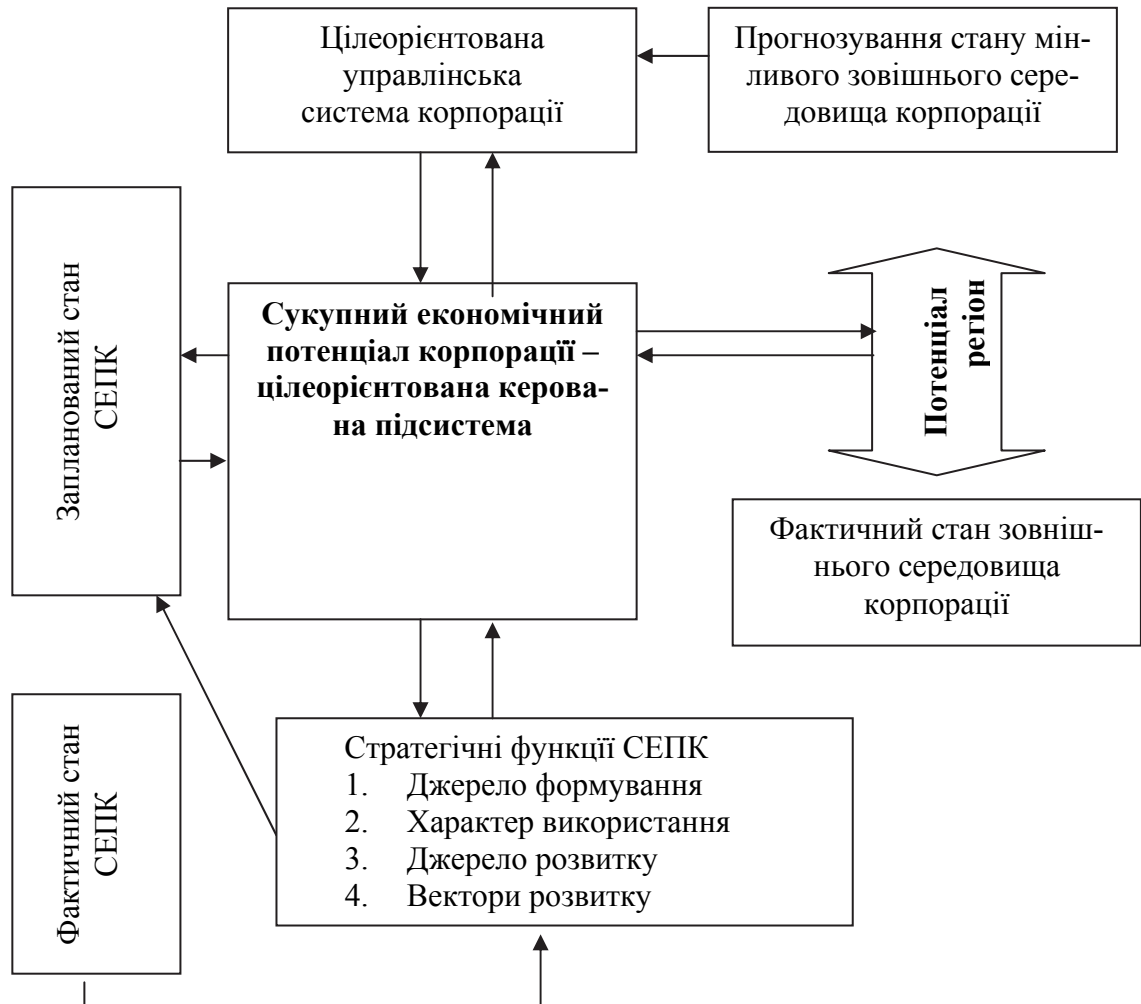 Цілеорієнтована
управлінська
система корпорації
Прогнозування стану мін-
ливого зовішнього сере-
довища корпорації
Запланований стан
СЕПК
Сукупний економічний
потенціал корпорації –
цілеорієнтована керова-
на підсистема
Потенціал
регіон
Фактичний стан зовніш-
нього середовища
корпорації
Фактичний стан
СЕПК
Стратегічні функції СЕПК
1. Джерело формування
2. Характер використання
3. Джерело розвитку
4. Вектори розвитку